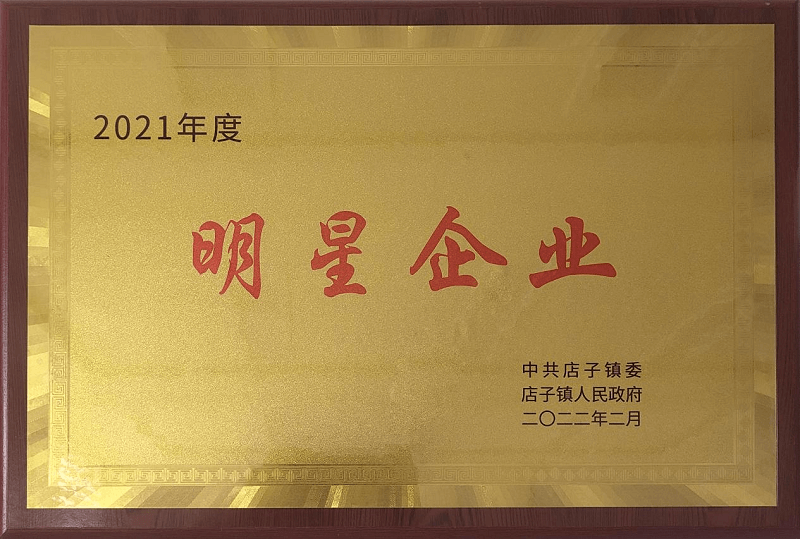 2021年度
明星企业
中共店子镇委
店子镇人民政府
二〇二二年二月